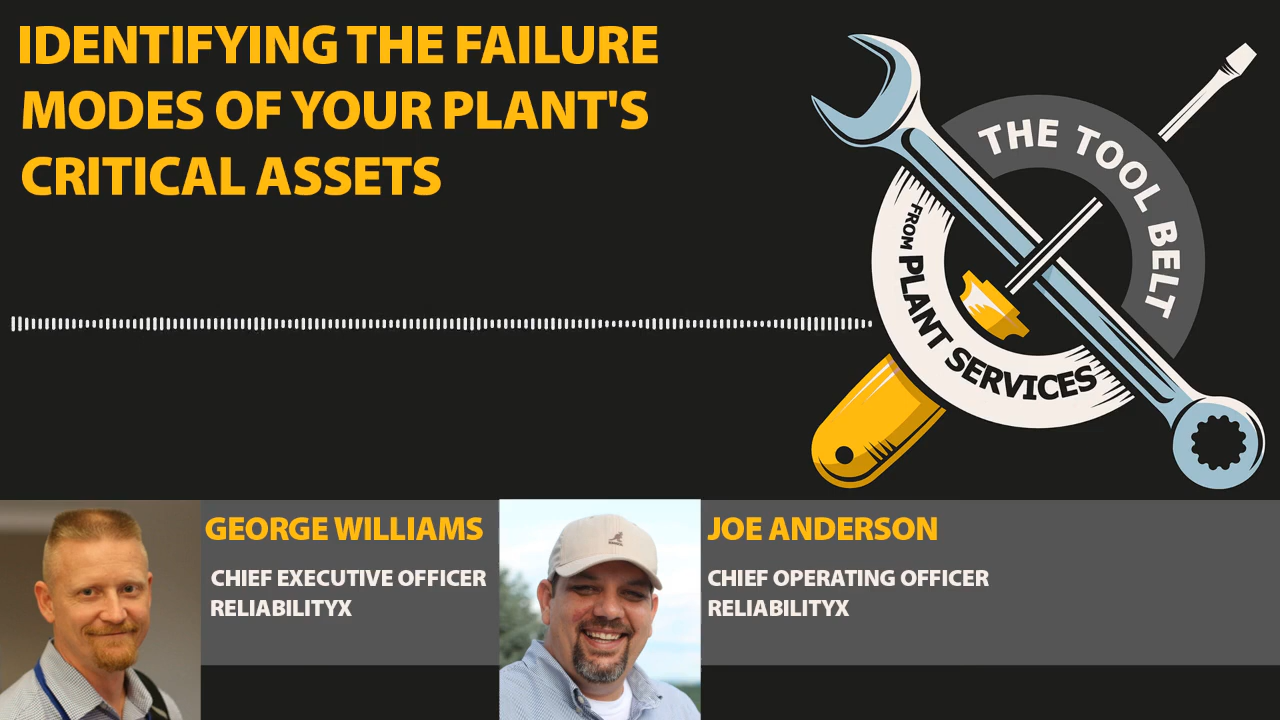 IDENTIFYING THE FAILURE
MODES OF YOUR PLANT'S
CRITICAL ASSETS
THE TOOL BELT
FROM PLANT SERVICES
GEORGE WILLIAMS
CHIEF EXECUTIVE OFFICER
RELIABILITYX
JOE ANDERSON
CHIEF OPERATING OFFICER
RELIABILITYX